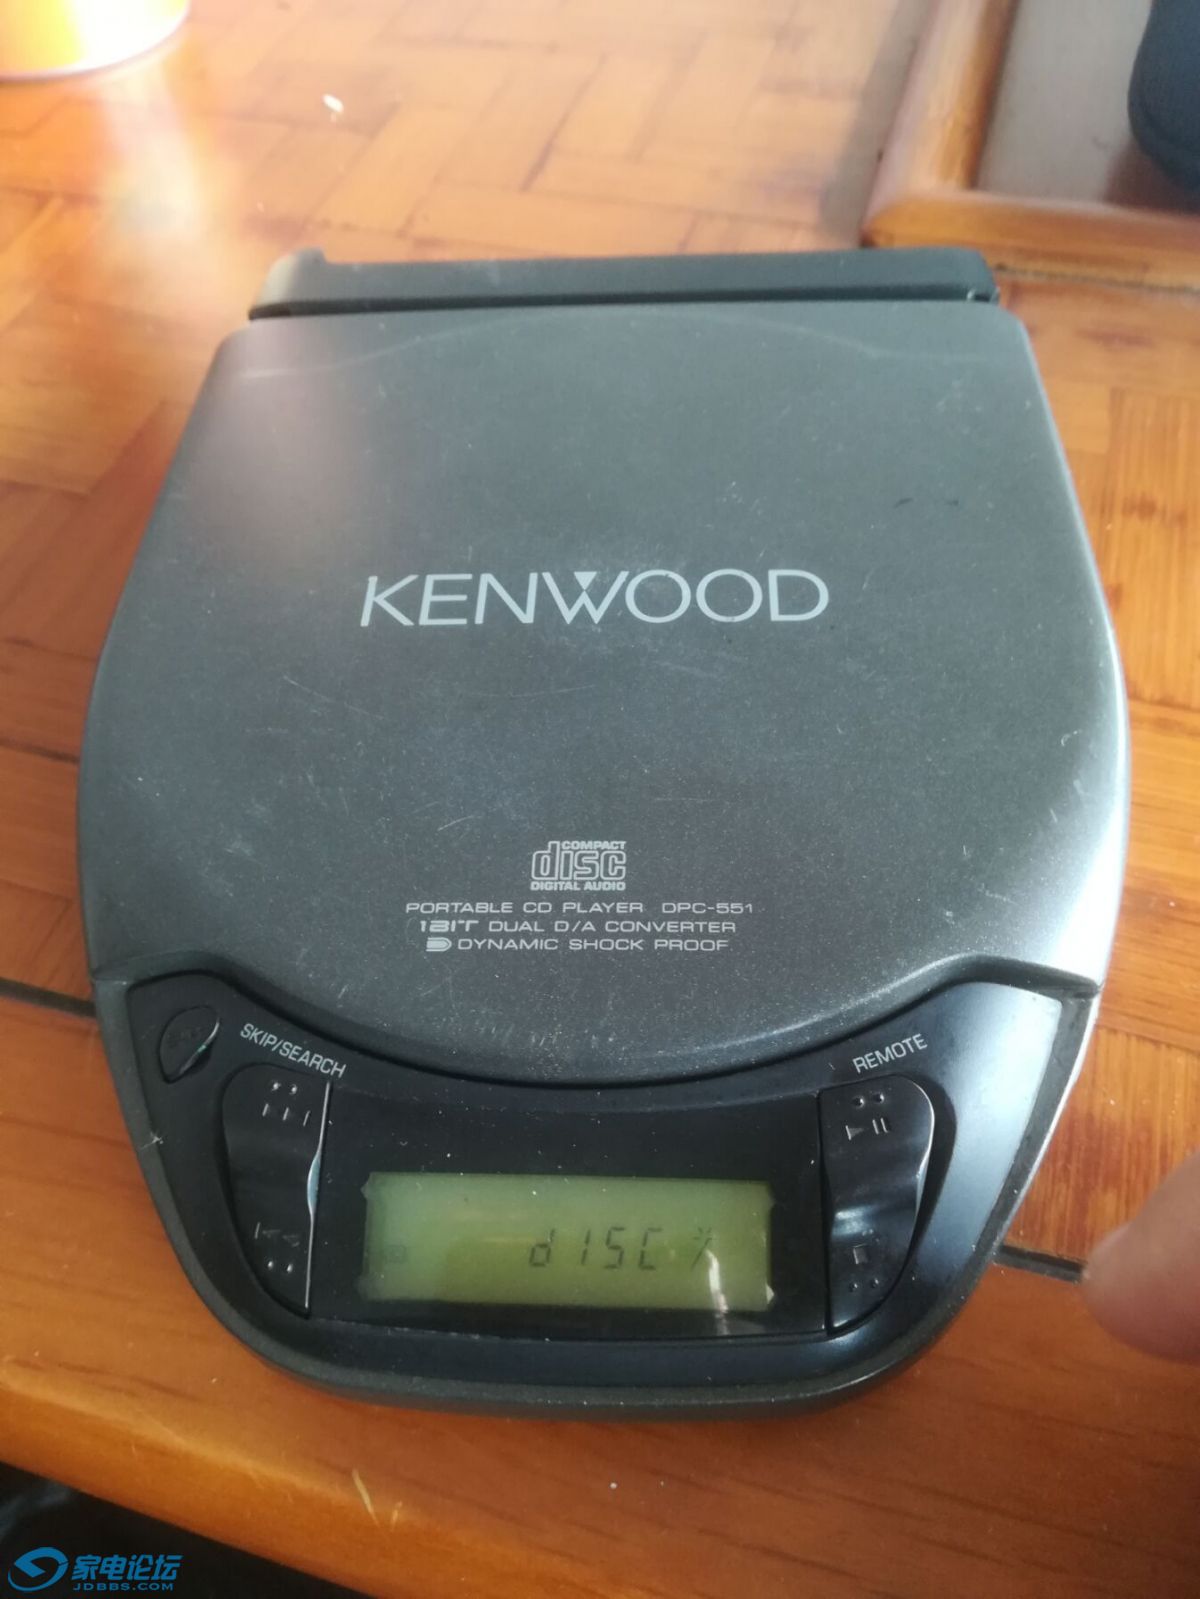 KENWOOD
COMPACT
disc
DIGITAL AUDIO
PORTABLE CD PLAYER DPC-551
1BIT DUAL D/A CONVERTER
D DYNAMIC SHOCK PROOF
SKIP/SEARCH
REMOTE
dISC
家电论坛
JDBBS.COM